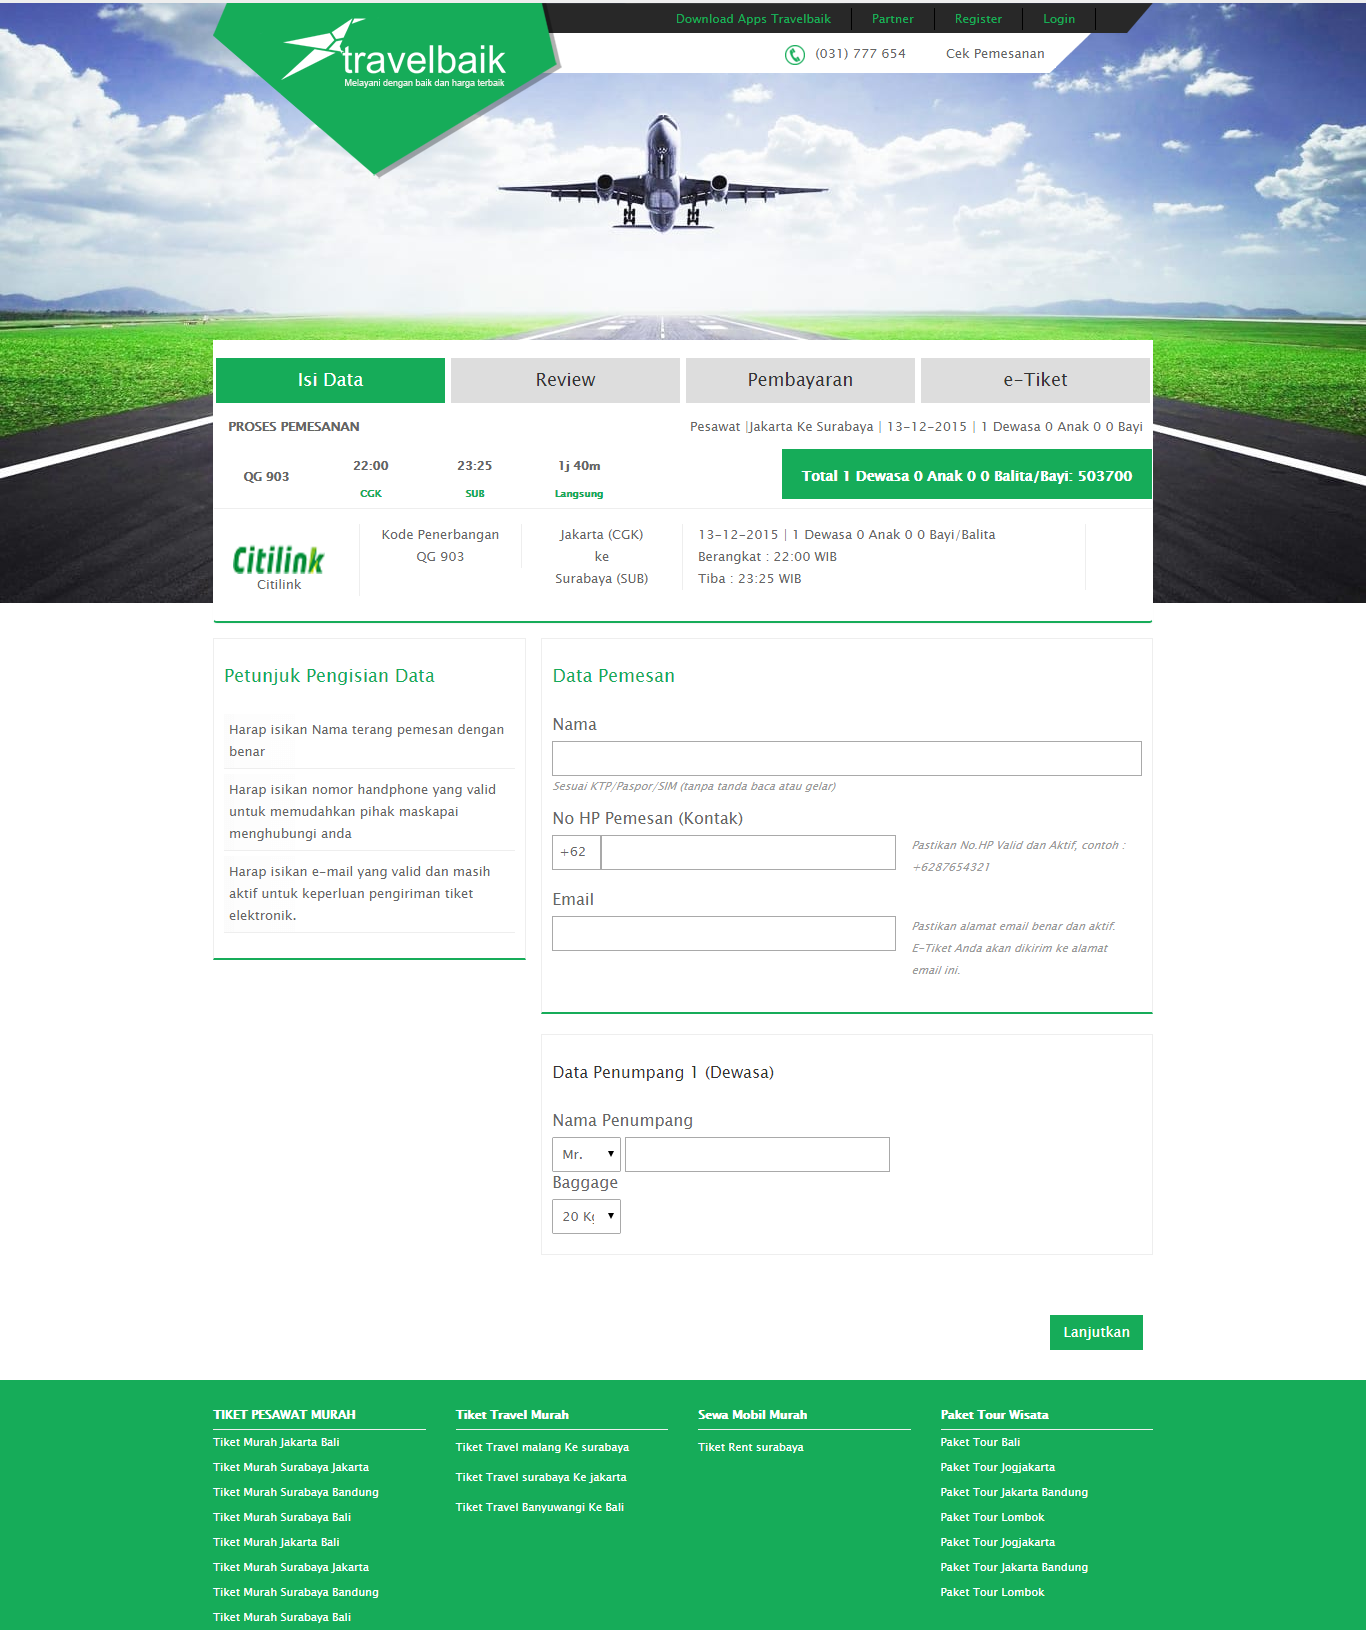 Download Apps Travelbaik
Partner
Register
Login
travelbaik
Melayani dengan baik dan harga terbaik
(031) 777 654
Cek Pemesanan
Isi Data
Review
Pembayaran
e-Tiket
PROSES PEMESANAN
Pesawat |Jakarta Ke Surabaya | 13-12-2015 | 1 Dewasa 0 Anak 0 0 Bayi
QG 903
22:00
23:25
1j 40m
CGK
SUB
Langsung
Total 1 Dewasa 0 Anak 0 0 Balita/Bayi: 503700
Citilink
Citilink
Kode Penerbangan
QG 903
Jakarta (CGK)
ke
Surabaya (SUB)
13-12-2015 | 1 Dewasa 0 Anak 0 0 Bayi/Balita
Berangkat : 22:00 WIB
Tiba : 23:25 WIB
Petunjuk Pengisian Data
Harap isikan Nama terang pemesan dengan
benar
Harap isikan nomor handphone yang valid
untuk memudahkan pihak maskapai
menghubungi anda
Harap isikan e-mail yang valid dan masih
aktif untuk keperluan pengiriman tiket
elektronik.
Data Pemesan
Nama
Sesuai KTP/Paspor/SIM (tanpa tanda baca atau gelar)
No HP Pemesan (Kontak)
+62
Pastikan No.HP Valid dan Aktif, contoh :
+6287654321
Email
Pastikan alamat email benar dan aktif.
E-Tiket Anda akan dikirim ke alamat
email ini.
Data Penumpang 1 (Dewasa)
Nama Penumpang
Mr.
Baggage
20 Kg
Lanjutkan
TIKET PESAWAT MURAH
Tiket Murah Jakarta Bali
Tiket Murah Surabaya Jakarta
Tiket Murah Surabaya Bandung
Tiket Murah Surabaya Bali
Tiket Murah Jakarta Bali
Tiket Murah Surabaya Jakarta
Tiket Murah Surabaya Bandung
Tiket Murah Surabaya Bali
Tiket Travel Murah
Tiket Travel malang Ke surabaya
Tiket Travel surabaya Ke jakarta
Tiket Travel Banyuwangi Ke Bali
Sewa Mobil Murah
Tiket Rent surabaya
Paket Tour Wisata
Paket Tour Bali
Paket Tour Jogjakarta
Paket Tour Jakarta Bandung
Paket Tour Lombok
Paket Tour Jogjakarta
Paket Tour Jakarta Bandung
Paket Tour Lombok